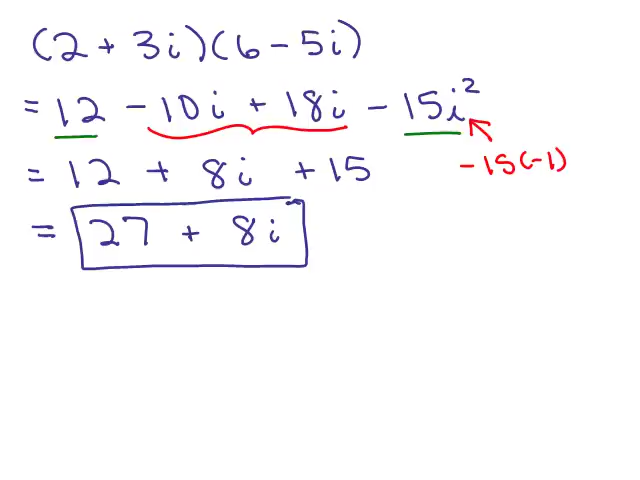 (2 + 3i)(6 - 5i)
= 12 - 10i + 18i - 15i²
-15(-1)
= 12 + 8i + 15
= 27 + 8i